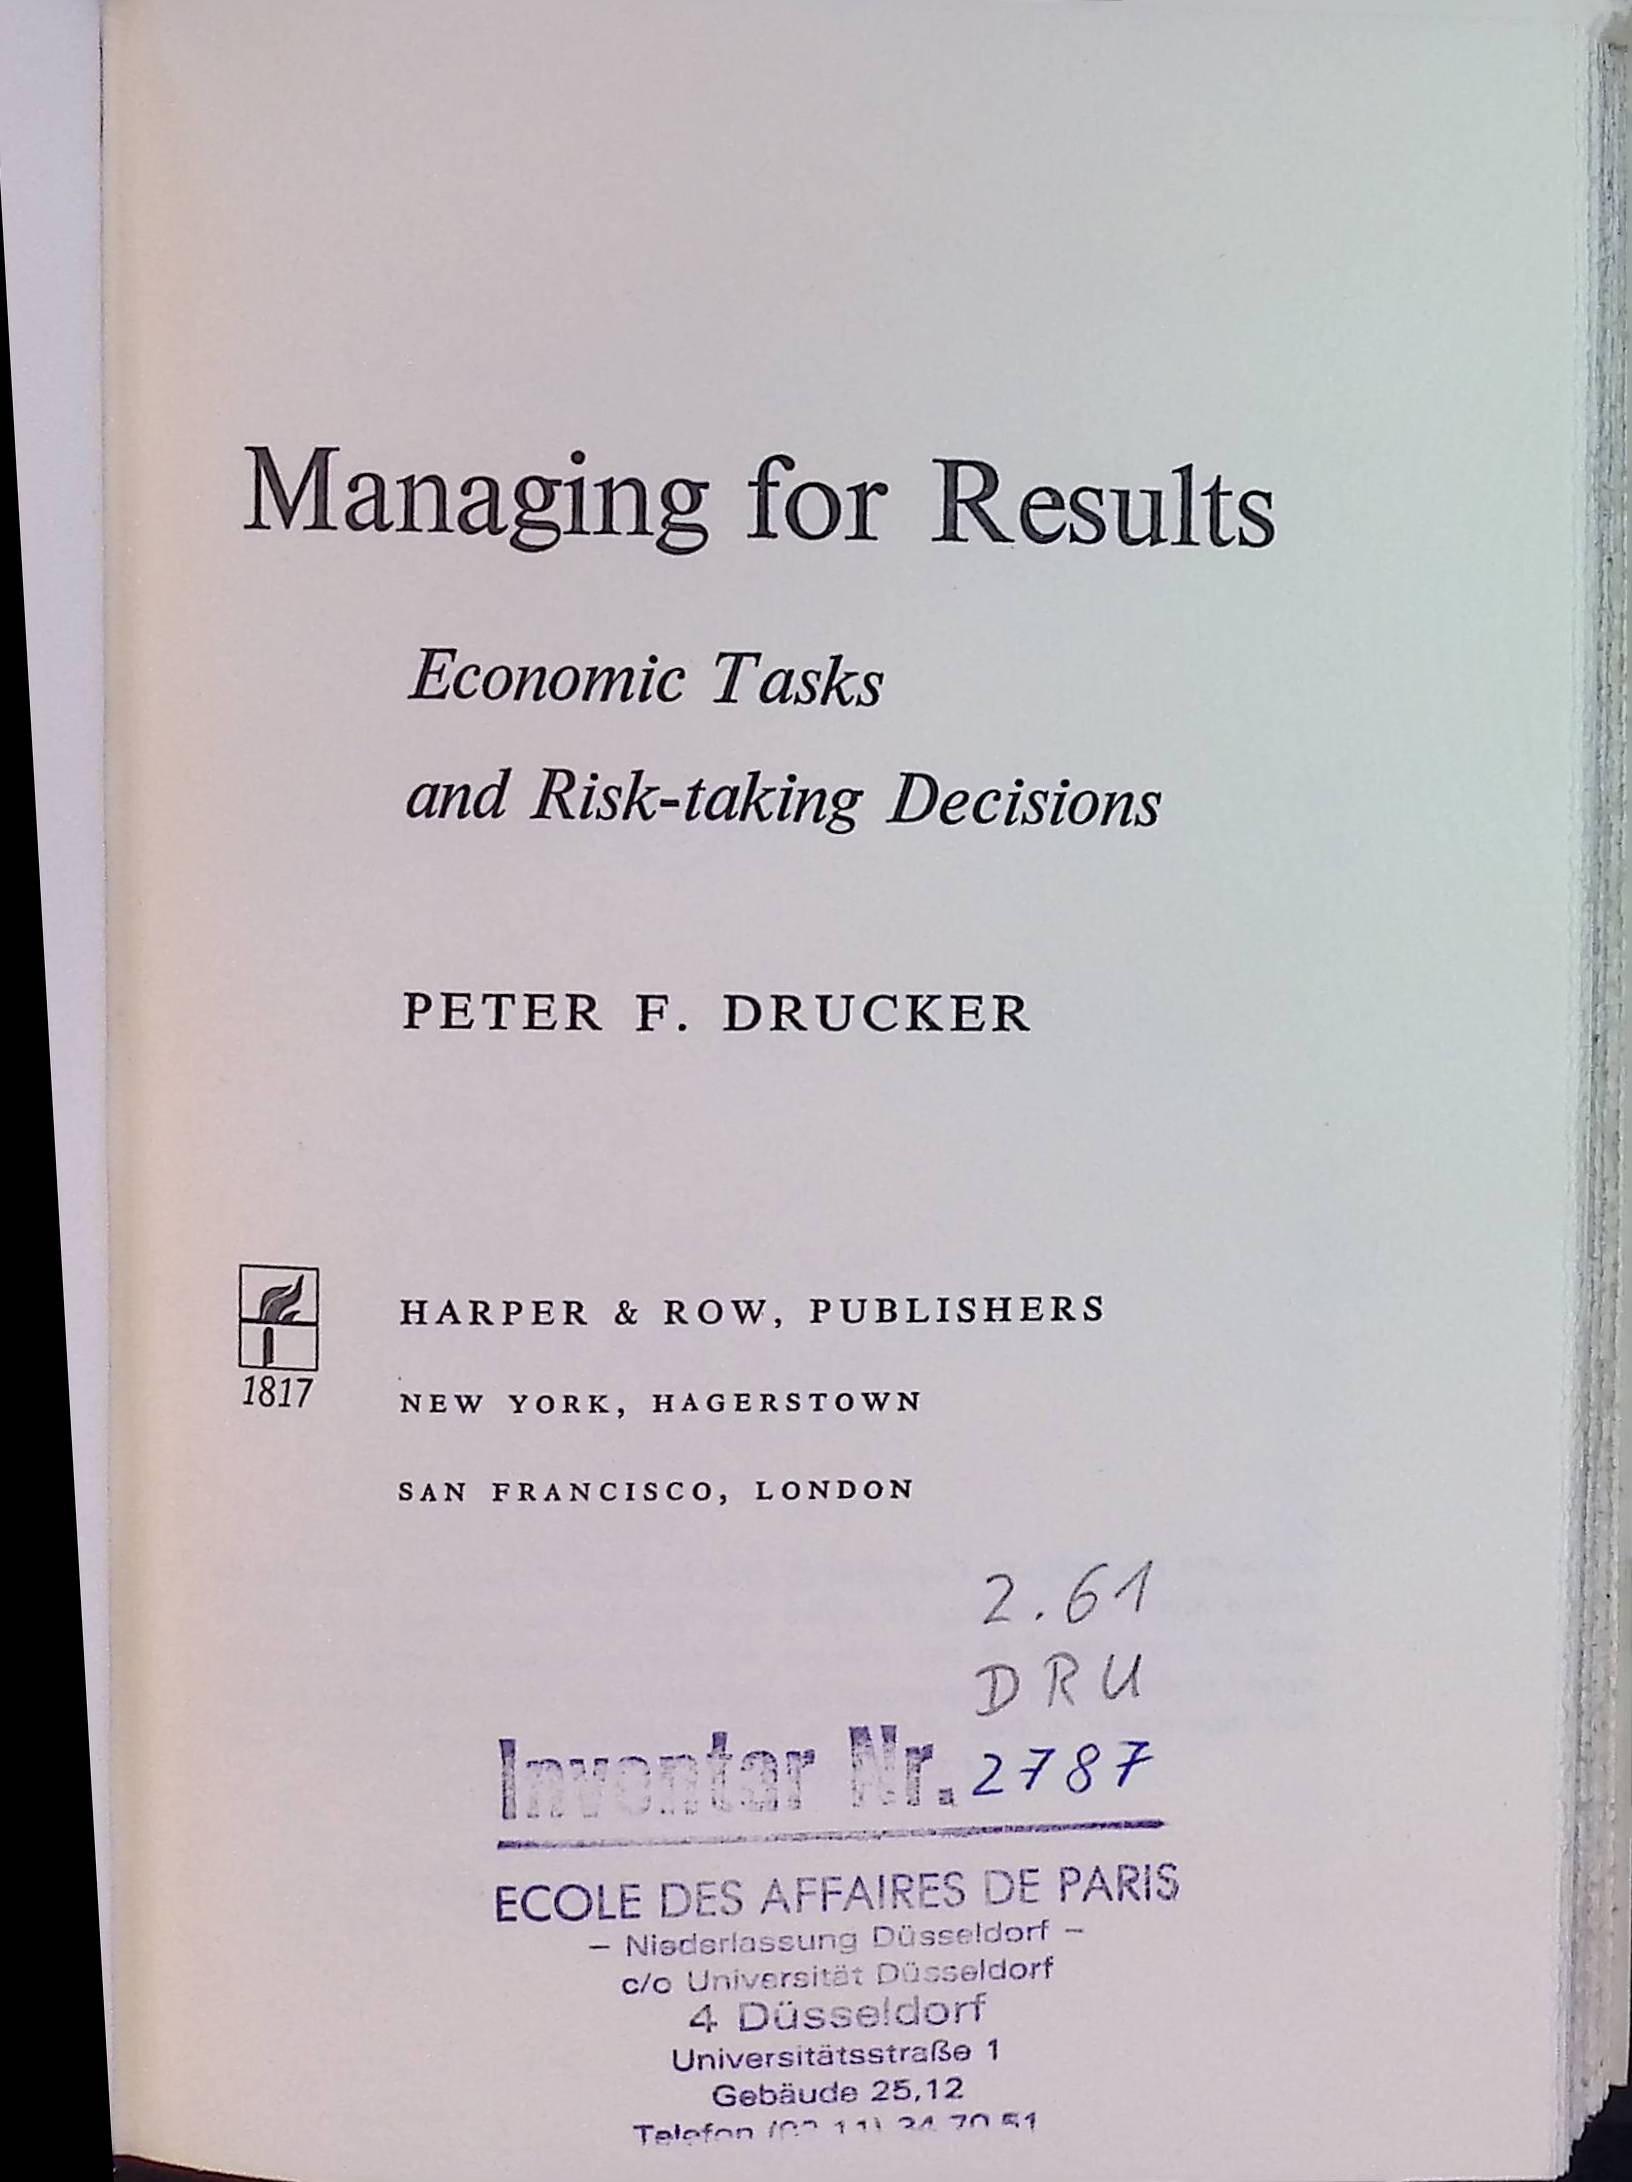 Managing for Results
Economic Tasks
and Risk-taking Decisions
PETER F. DRUCKER
HARPER & ROW, PUBLISHERS
1817
NEW YORK, HAGERSTOWN
SAN FRANCISCO, LONDON
2.61
DRU
Inventar Nr. 2787
ECOLE DES AFFAIRES DE PARIS
– Niederlassung Düsseldorf –
c/o Universität Düsseldorf
4 Düsseldorf
Universitätsstraße 1
Gebäude 25,12
Telefon